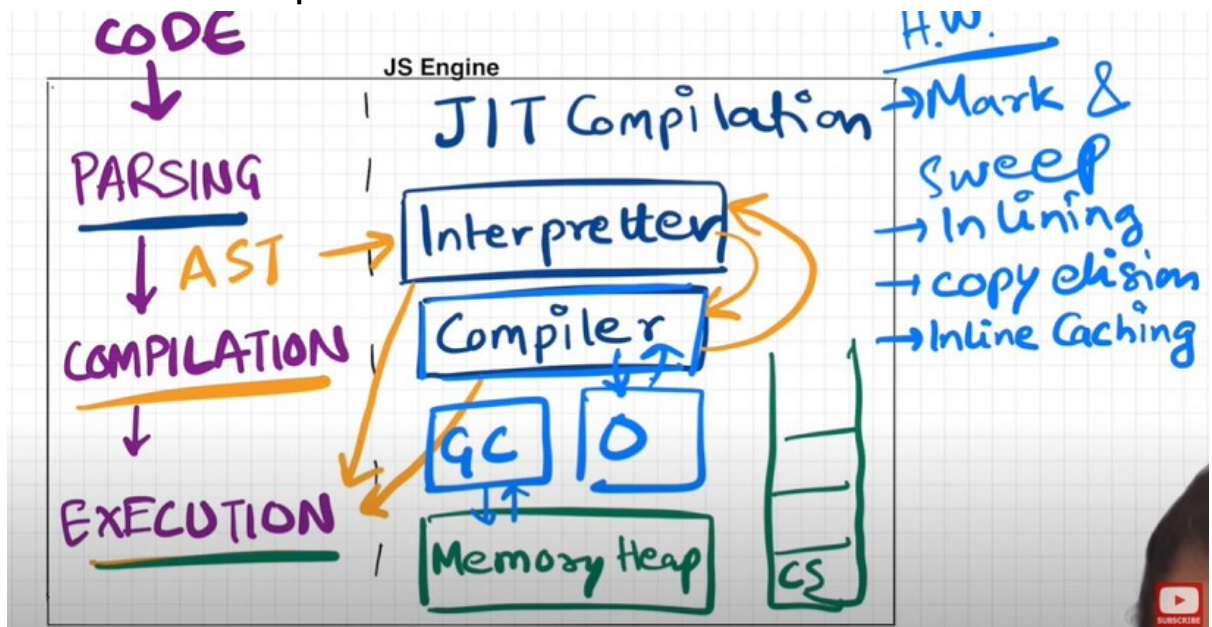 CODE
PARSING
AST
COMPILATION
EXECUTION
JS Engine
JIT Compilation
Interpretter
Compiler
GC
O
Memory Heap
CS
H.W.
→Mark &
Sweep
→Inlining
→copy elision
→Inline Caching
SUBSCRIBE